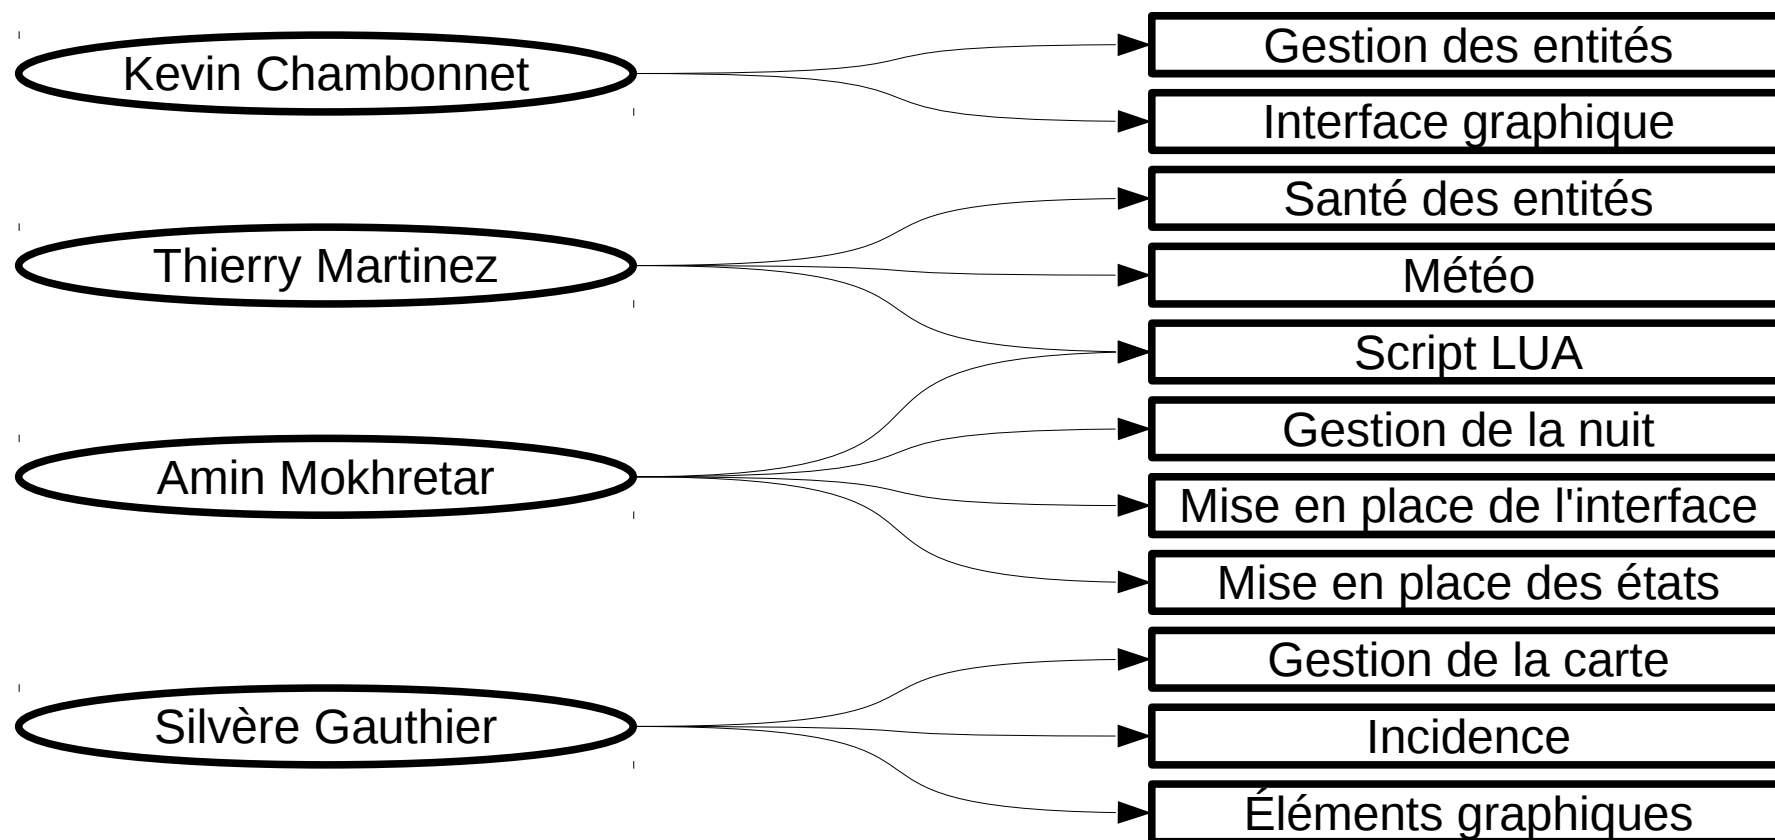 Kevin Chambonnet
Gestion des entités
Interface graphique
Thierry Martinez
Santé des entités
Météo
Script LUA
Amin Mokhretar
Gestion de la nuit
Mise en place de l'interface
Mise en place des états
Silvère Gauthier
Gestion de la carte
Incidence
Éléments graphiques